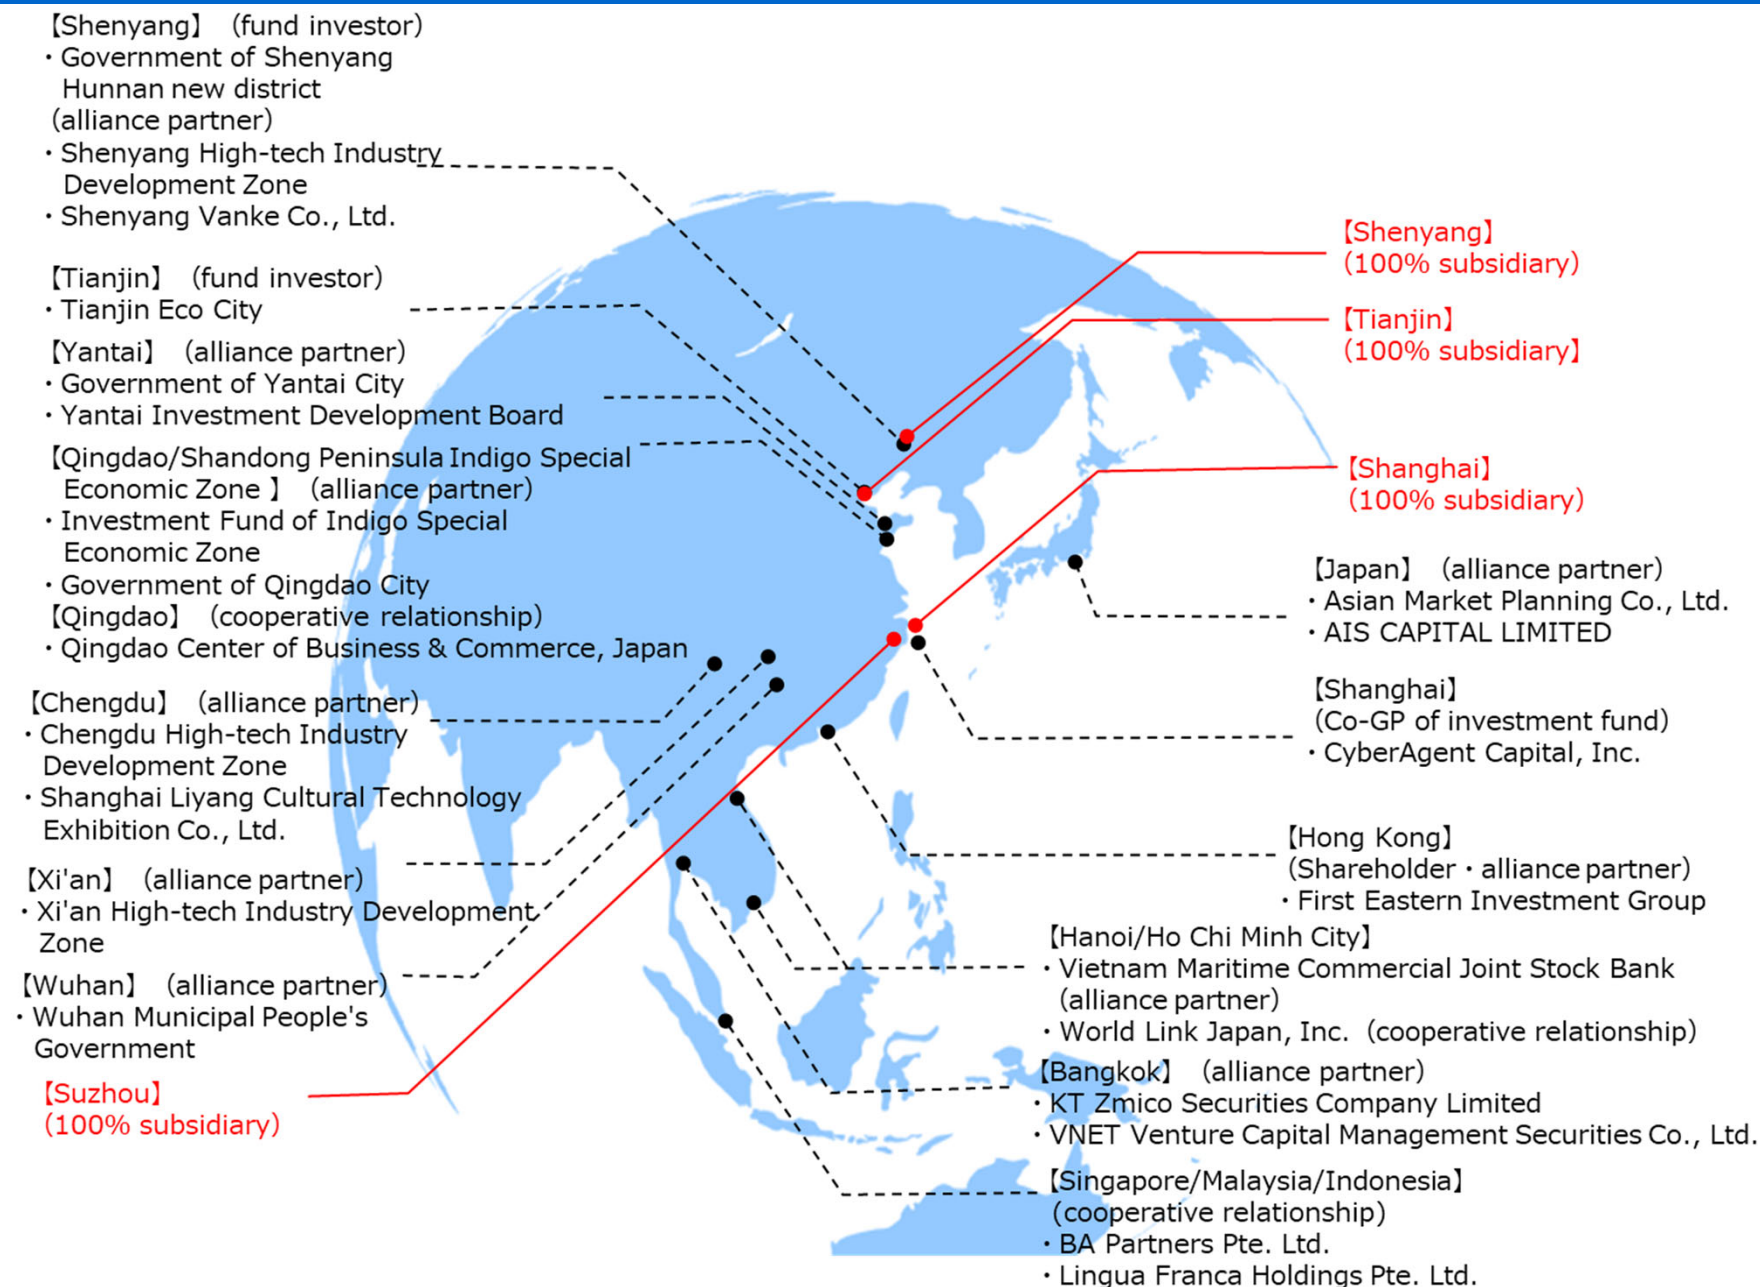 【Shenyang】 (fund investor)
・Government of Shenyang
Hunnan new district
(alliance partner)
・Shenyang High-tech Industry
Development Zone
・Shenyang Vanke Co., Ltd.
【Tianjin】 (fund investor)
・Tianjin Eco City
【Yantai】 (alliance partner)
・Government of Yantai City
・Yantai Investment Development Board
【Qingdao/Shandong Peninsula Indigo Special
Economic Zone 】 (alliance partner)
・Investment Fund of Indigo Special
Economic Zone
・Government of Qingdao City
【Qingdao】 (cooperative relationship)
・Qingdao Center of Business & Commerce, Japan
【Chengdu】 (alliance partner)
・Chengdu High-tech Industry
Development Zone
・Shanghai Liyang Cultural Technology
Exhibition Co., Ltd.
【Xi'an】 (alliance partner)
・Xi'an High-tech Industry Development
Zone
【Wuhan】 (alliance partner)
・Wuhan Municipal People's
Government
【Suzhou】
(100% subsidiary)
【Shenyang】
(100% subsidiary)
【Tianjin】
(100% subsidiary】
【Shanghai】
(100% subsidiary)
【Japan】 (alliance partner)
・Asian Market Planning Co., Ltd.
・AIS CAPITAL LIMITED
【Shanghai】
(Co-GP of investment fund)
・CyberAgent Capital, Inc.
【Hong Kong】
(Shareholder・alliance partner)
・First Eastern Investment Group
【Hanoi/Ho Chi Minh City】
・Vietnam Maritime Commercial Joint Stock Bank
(alliance partner)
・World Link Japan, Inc. (cooperative relationship)
【Bangkok】 (alliance partner)
・KT Zmico Securities Company Limited
・VNET Venture Capital Management Securities Co., Ltd.
【Singapore/Malaysia/Indonesia】
(cooperative relationship)
・BA Partners Pte. Ltd.
・Lingua Franca Holdings Pte. Ltd.